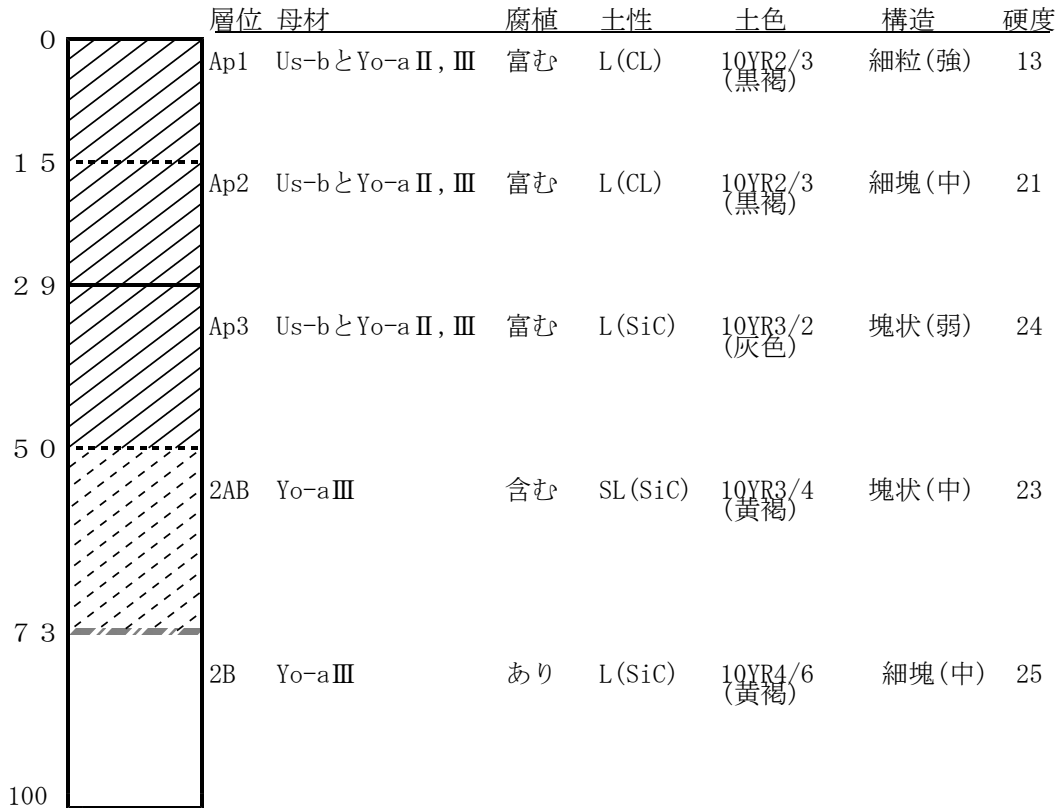 層位 母材 腐植 土性 土色 構造 硬度
0
Ap1 Us-bとYo-aⅡ,Ⅲ 富む L(CL) 10YR2/3 細粒(強) 13
(黒褐)
15
Ap2 Us-bとYo-aⅡ,Ⅲ 富む L(CL) 10YR2/3 細塊(中) 21
(黒褐)
29
Ap3 Us-bとYo-aⅡ,Ⅲ 富む L(SiC) 10YR3/2 塊状(弱) 24
(灰色)
50
2AB Yo-aⅢ 含む SL(SiC) 10YR3/4 塊状(中) 23
(黄褐)
73
2B Yo-aⅢ あり L(SiC) 10YR4/6 細塊(中) 25
(黄褐)
100